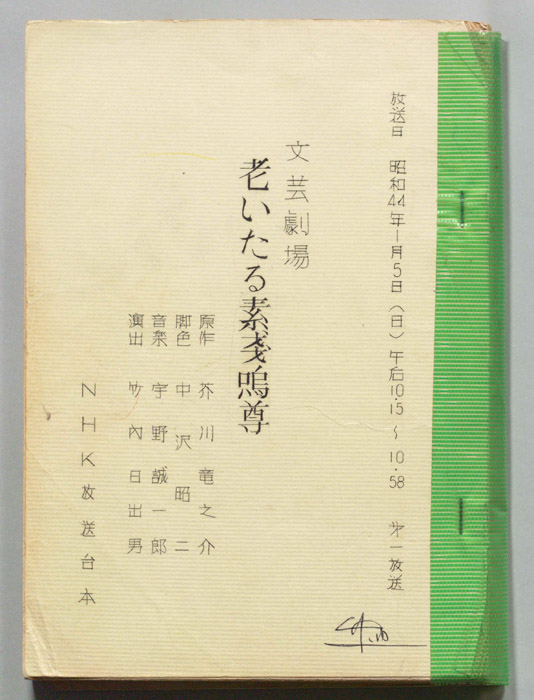 放送日 昭和44年1月5日(日)午后10.15〜10.58 第一放送
文芸劇場
老いたる素戔嗚尊
原作 芥川竜之介
脚色 中沢昭二
音楽 宇野誠一郎
演出 竹内日出男
NHK放送台本